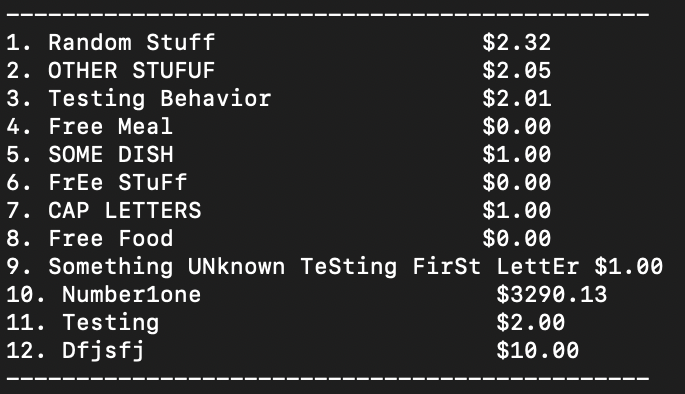 ----------------------------------------------
1. Random Stuff                   $2.32
2. OTHER STUFUF                   $2.05
3. Testing Behavior               $2.01
4. Free Meal                      $0.00
5. SOME DISH                      $1.00
6. FrEe STuFf                     $0.00
7. CAP LETTERS                    $1.00
8. Free Food                      $0.00
9. Something UNknown TeSting FirSt LettEr $1.00
10. Number1one                     $3290.13
11. Testing                        $2.00
12. Dfjsfj                         $10.00
----------------------------------------------